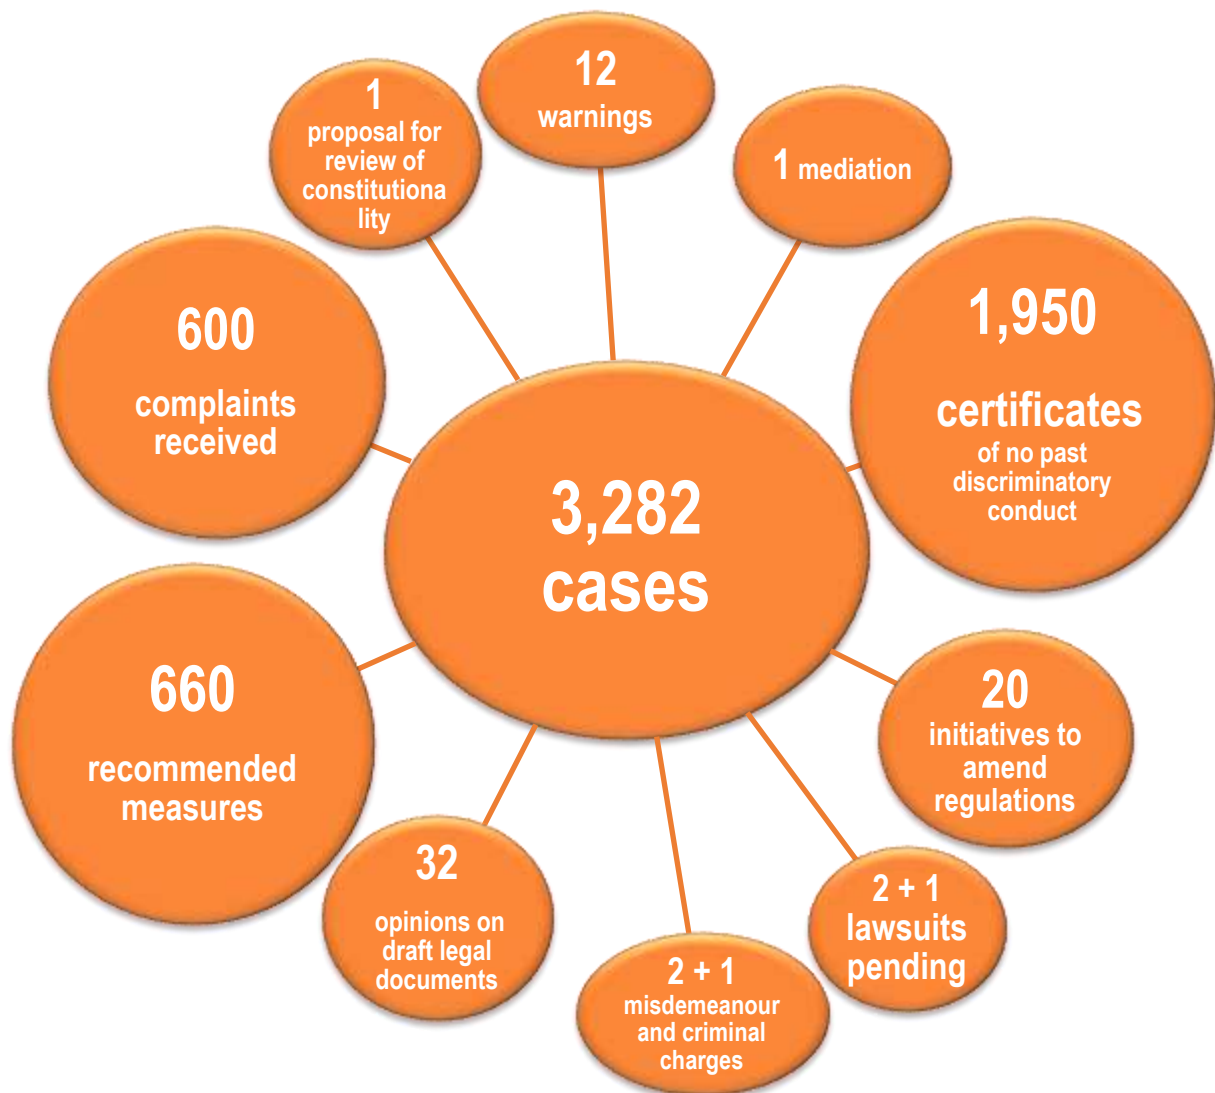 12
warnings
1
proposal for
review of
constitutiona
lity
1 mediation
600
complaints
received
1,950
certificates
of no past
discriminatory
conduct
3,282
cases
660
recommended
measures
20
initiatives to
amend
regulations
32
opinions on
draft legal
documents
2 + 1
lawsuits
pending
2 + 1
misdemeanour
and criminal
charges